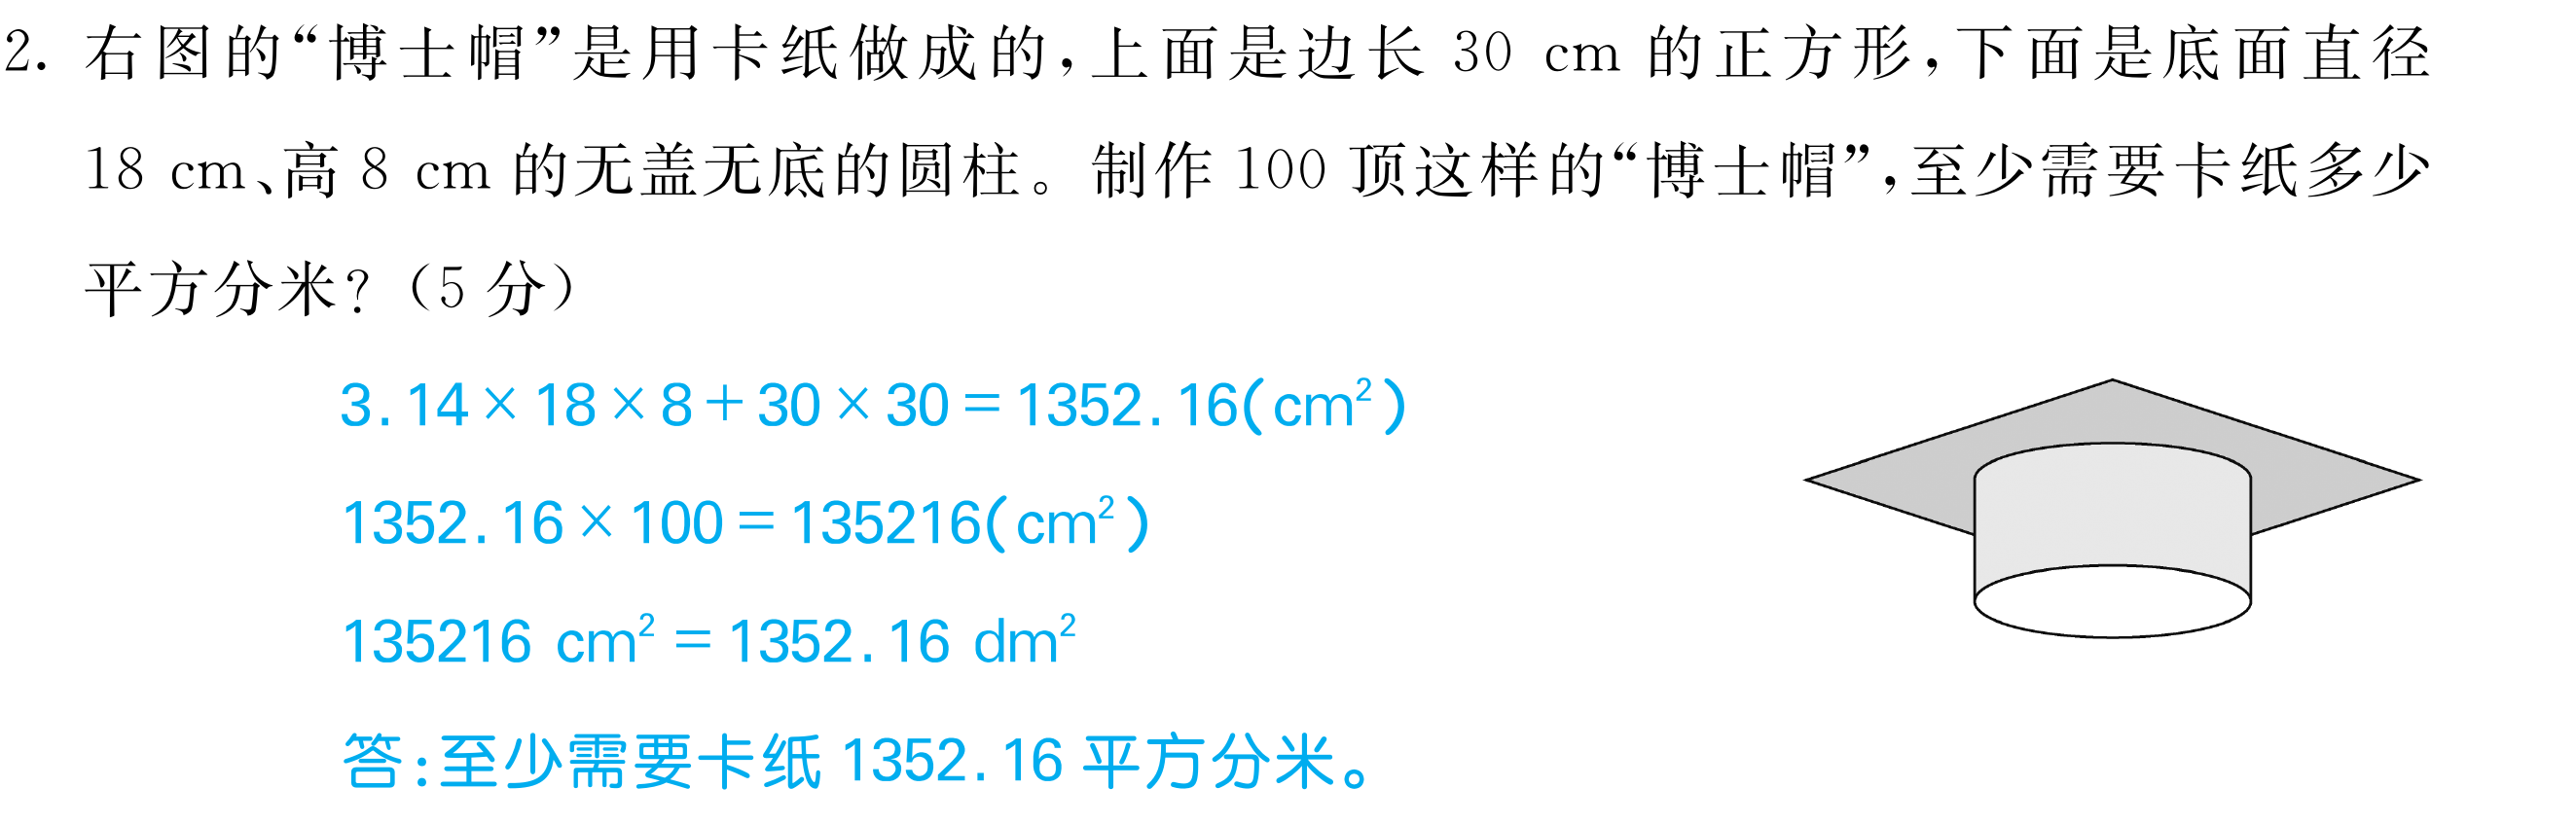 2. 右图的“博士帽”是用卡纸做成的,上面是边长 30 cm 的正方形,下面是底面直径
18 cm、高 8 cm 的无盖无底的圆柱。制作 100 顶这样的“博士帽”,至少需要卡纸多少
平方分米?(5 分)
3.14×18×8+30×30=1352.16(cm²)
1352.16×100=135216(cm²)
135216 cm²=1352.16 dm²
答:至少需要卡纸 1352.16 平方分米。